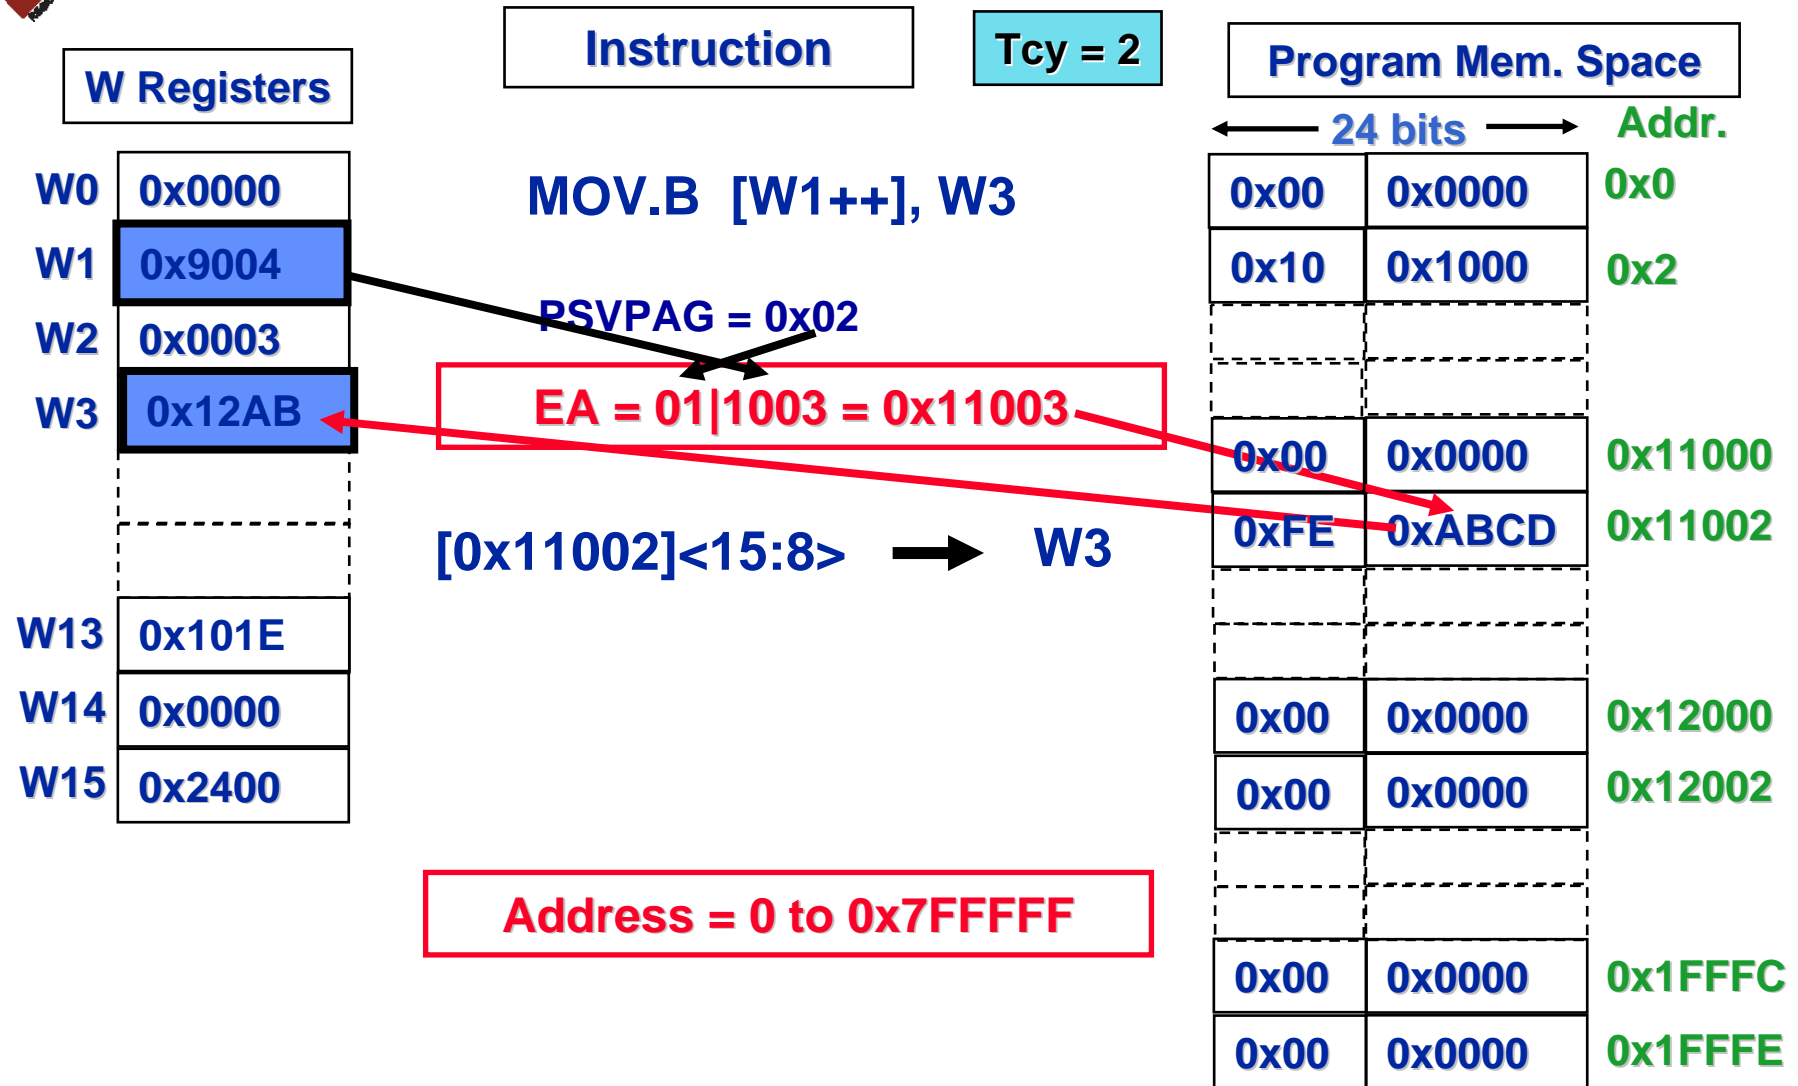 Instruction
Tcy = 2
Program Mem. Space
W Registers
24 bits
Addr.
W0 0x0000
MOV.B [W1++], W3
0x00 0x0000 0x0
W1 0x9004
0x10 0x1000 0x2
PSVPAG = 0x02
W2 0x0003
W3 0x12AB
EA = 01|1003 = 0x11003
0x00 0x0000 0x11000
[0x11002]<15:8> W3
0xFE 0xABCD 0x11002
W13 0x101E
W14 0x0000
0x00 0x0000 0x12000
W15 0x2400
0x00 0x0000 0x12002
Address = 0 to 0x7FFFFF
0x00 0x0000 0x1FFFC
0x00 0x0000 0x1FFFE